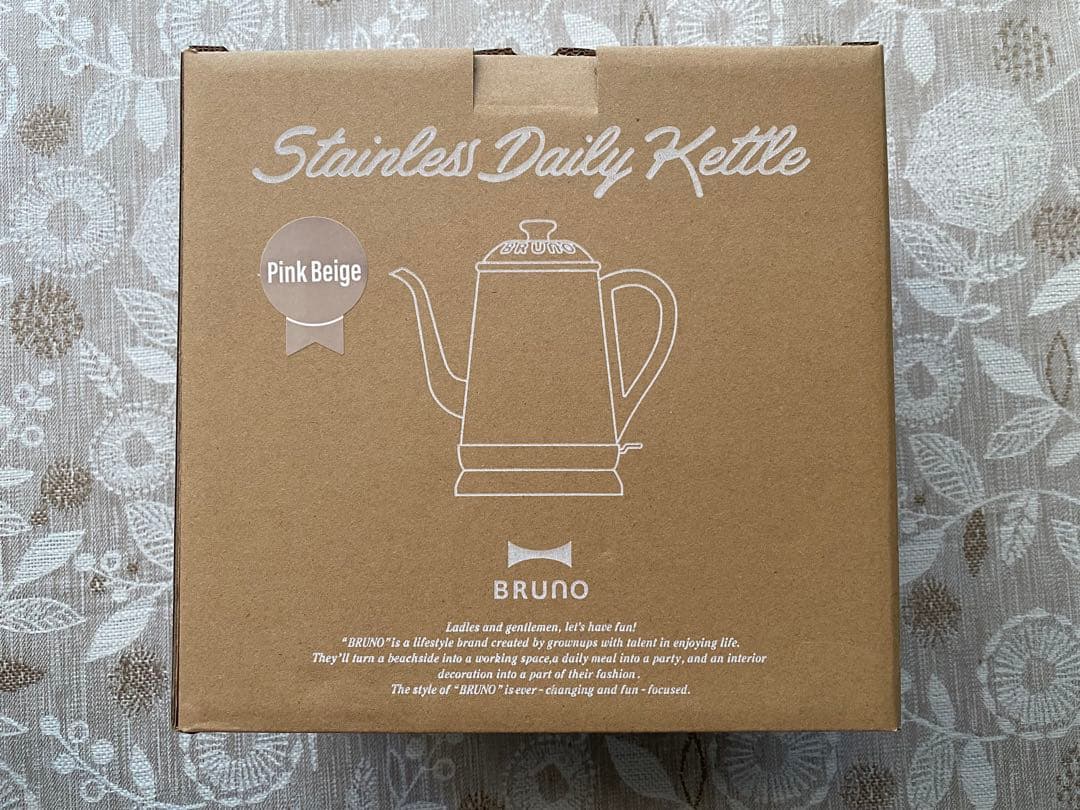 Stainless Daily Kettle
Pink Beige
BRUNO
BRUNO
Ladies and gentlemen, let's have fun!
"BRUNO" is a lifestyle brand created by grownups with talent in enjoying life.
They'll turn a beachside into a working space,a daily meal into a party, and an interior
decoration into a part of their fashion.
The style of "BRUNO" is ever-changing and fun-focused.